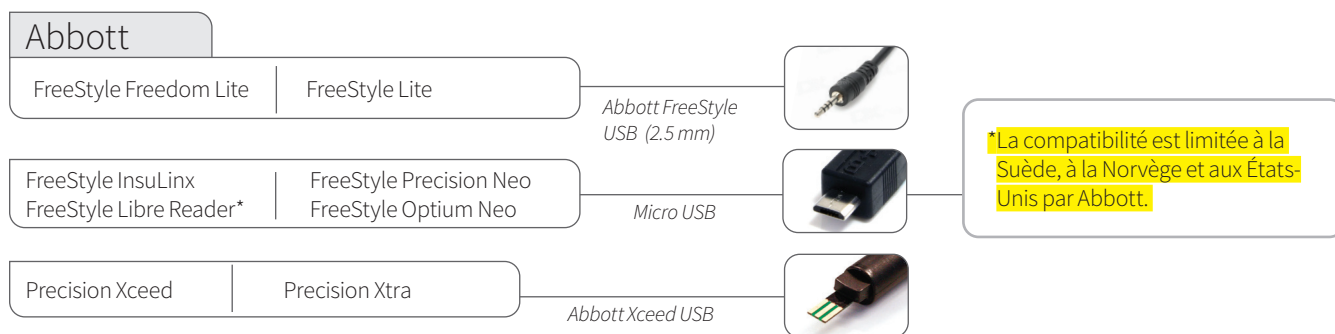 Abbott
FreeStyle Freedom Lite
FreeStyle Lite
Abbott FreeStyle
USB (2.5 mm)
FreeStyle InsuLinx
FreeStyle Libre Reader*
FreeStyle Precision Neo
FreeStyle Optium Neo
Micro USB
*La compatibilité est limitée à la
Suède, à la Norvège et aux États-
Unis par Abbott.
Precision Xceed
Precision Xtra
Abbott Xceed USB